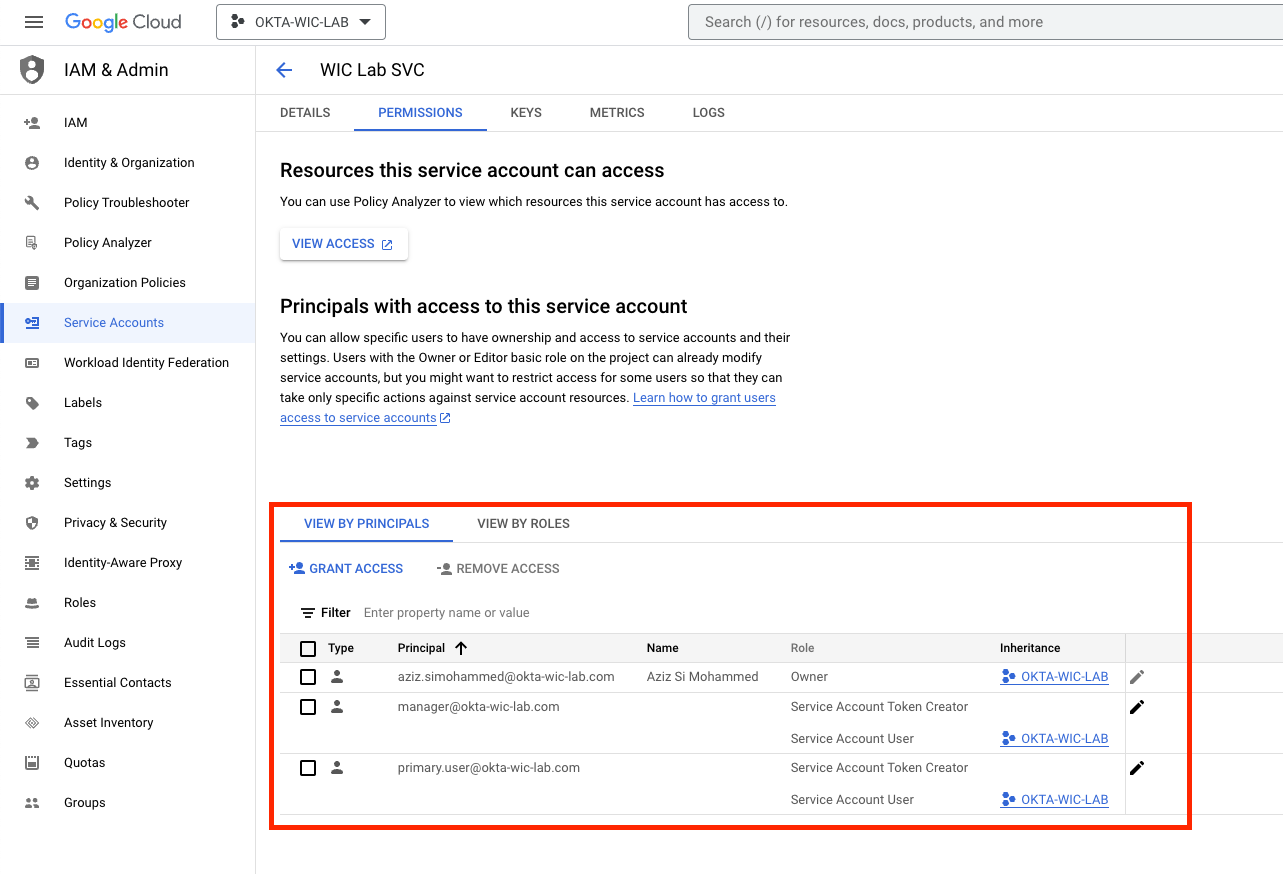 Google Cloud
OKTA-WIC-LAB
Search (/) for resources, docs, products, and more
IAM & Admin
WIC Lab SVC
IAM
Identity & Organization
Policy Troubleshooter
Policy Analyzer
Organization Policies
Service Accounts
Workload Identity Federation
Labels
Tags
Settings
Privacy & Security
Identity-Aware Proxy
Roles
Audit Logs
Essential Contacts
Asset Inventory
Quotas
Groups
DETAILS PERMISSIONS KEYS METRICS LOGS
Resources this service account can access
You can use Policy Analyzer to view which resources this service account has access to.
VIEW ACCESS
Principals with access to this service account
You can allow specific users to have ownership and access to service accounts and their
settings. Users with the Owner or Editor basic role on the project can already modify
service accounts, but you might want to restrict access for some users so that they can
take only specific actions against service account resources. Learn how to grant users
access to service accounts
VIEW BY PRINCIPALS VIEW BY ROLES
GRANT ACCESS REMOVE ACCESS
Filter Enter property name or value
Type Principal Name Role Inheritance
aziz.simohammed@okta-wic-lab.com Aziz Si Mohammed Owner OKTA-WIC-LAB
manager@okta-wic-lab.com Service Account Token Creator
Service Account User OKTA-WIC-LAB
primary.user@okta-wic-lab.com Service Account Token Creator
Service Account User OKTA-WIC-LAB